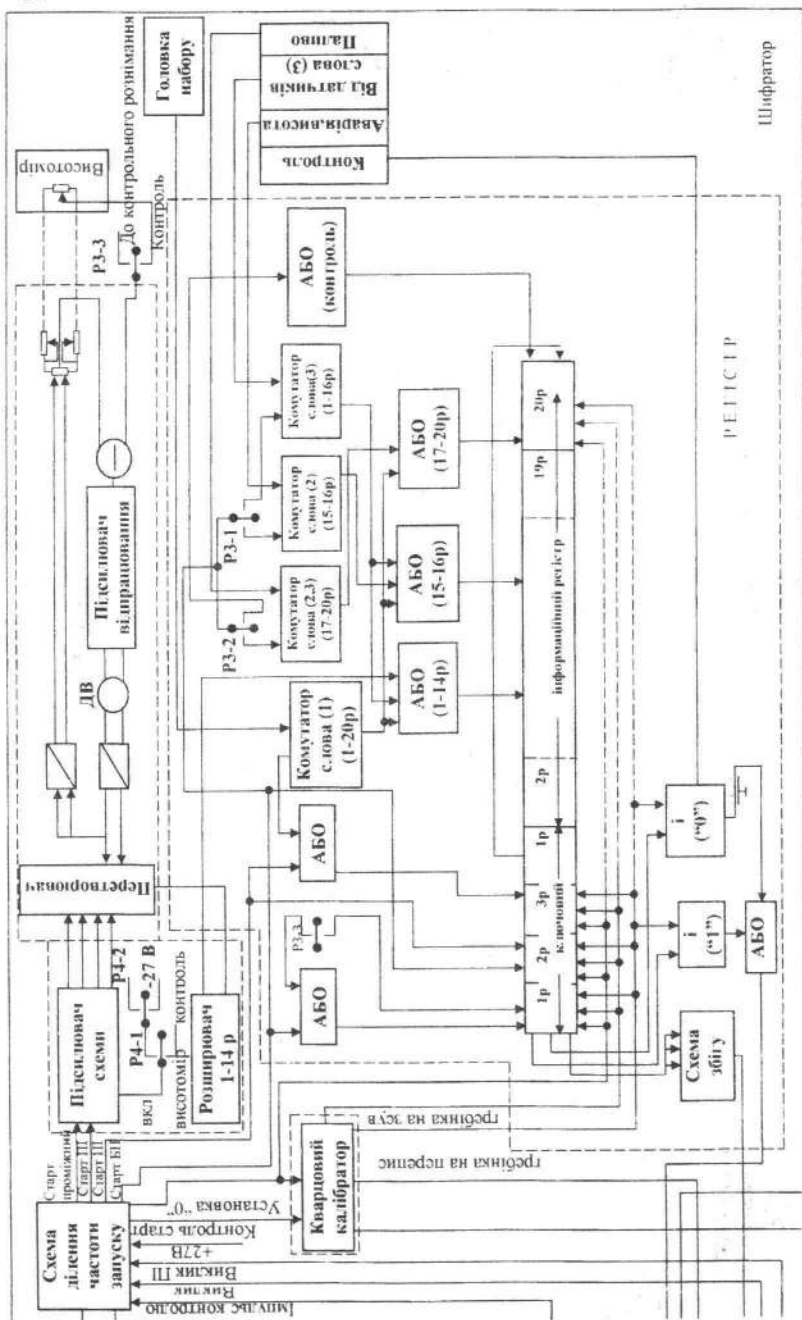 Схема
ділення
частоти
запуску
Старт
проміжний
Старт ІІІ
Старт ІІІ
Старт БН
Підсилювач
схеми
Р4-1
Р4-2
-27 В
вкл
висотомір
контроль
Розширювач
1-14 р
Перетворювач
ДВ
Підсилювач
відпрацювання
Висотомір
Р3-3
До контрольного рознімання
Контроль
Головка
набору
Паливо
Від датчиків
слова (3)
Аварія.висота
Контроль
Шифратор
АБО
(контроль)
Комутатор
слова(3)
(1-16р)
Комутатор
слова (2)
(15-16р)
Комутатор
слова (2,3)
(17-20р)
Комутатор
слова (1)
(1-20р)
Р3-1
Р3-2
АБО
(17-20р)
АБО
(15-16р)
АБО
(1-14р)
АБО
АБО
Р3-3
1р
2р
3р
1р
2р
19р
20р
ключовий
інформаційний регістр
РЕГІСТР
і
("0")
і
("1")
АБО
Схема
збігу
Кварцовий
калібратор
гребінка на зсув
гребінка на перепис
Установка "0"
Контроль старт
+27В
Виклик ПІ
Виклик
Імпульс контролю